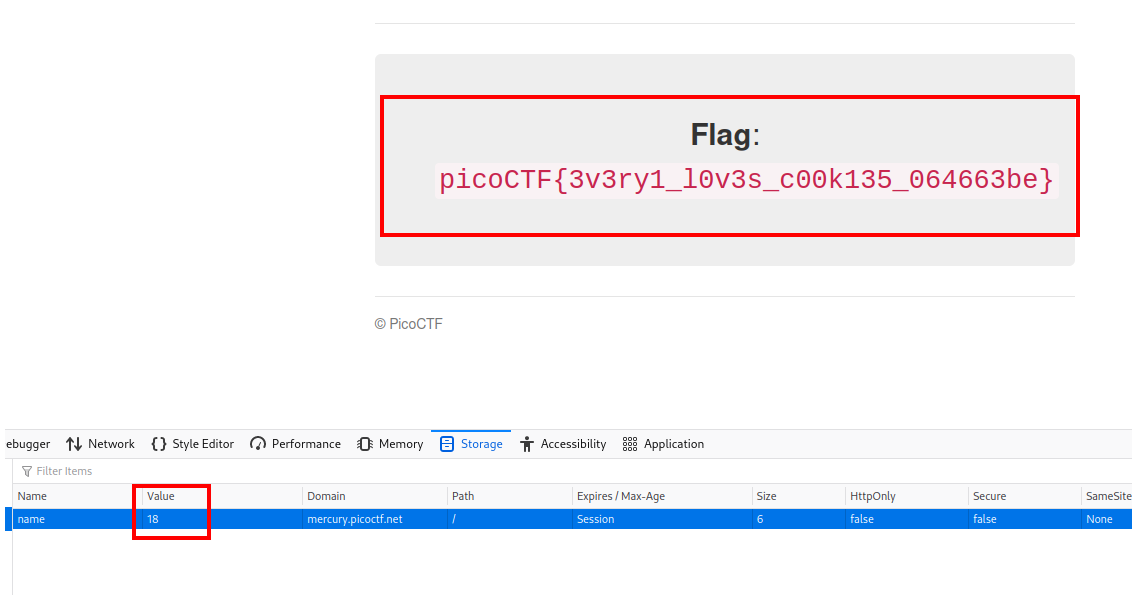 Flag:
picoCTF{3v3ry1_l0v3s_c00k135_064663be}
© PicoCTF
ebugger Network Style Editor Performance Memory Storage Accessibility Application
Filter Items
Name Value Domain Path Expires / Max-Age Size HttpOnly Secure SameSite
name 18 mercury.picoctf.net / Session 6 false false None